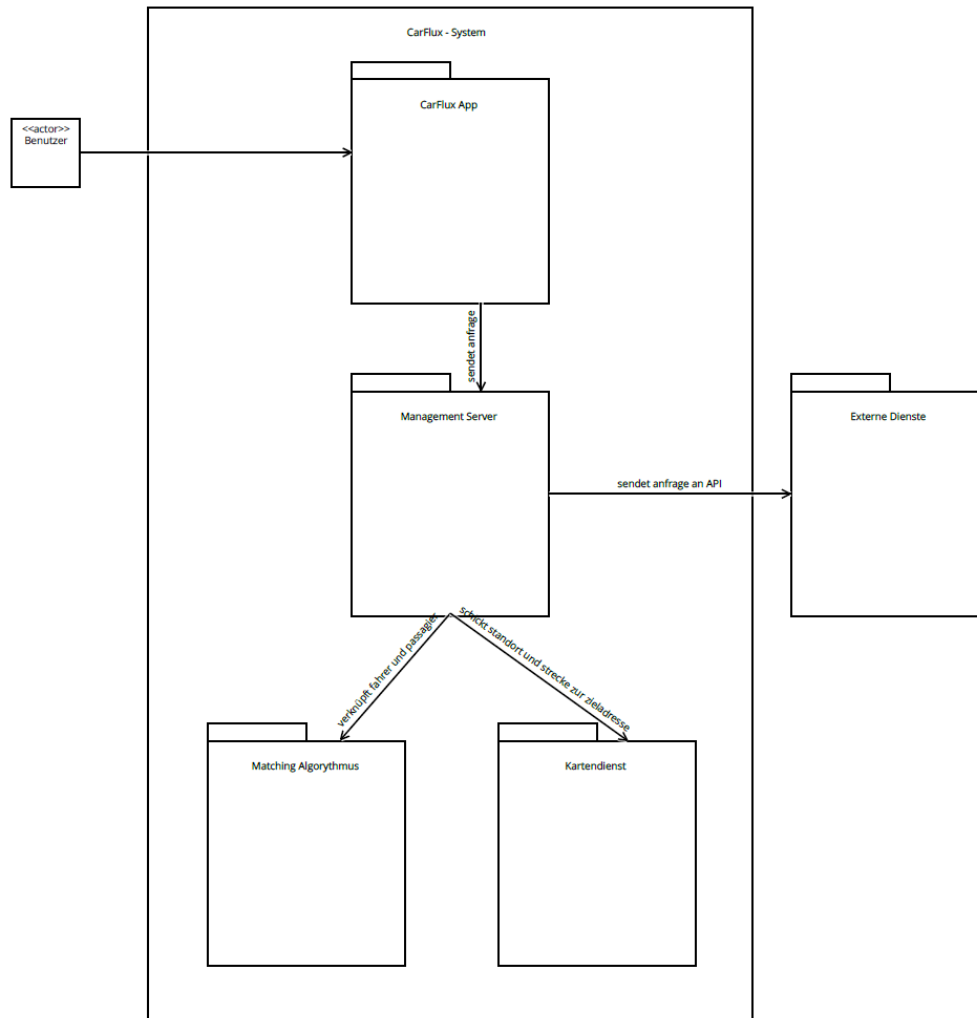 CarFlux - System
CarFlux App
<<actor>>
Benutzer
sendet anfrage
Management Server
Externe Dienste
sendet anfrage an API
verknüpft fahrer und passagier
schickt standort und strecke zur zieladresse
Matching Algorythmus
Kartendienst